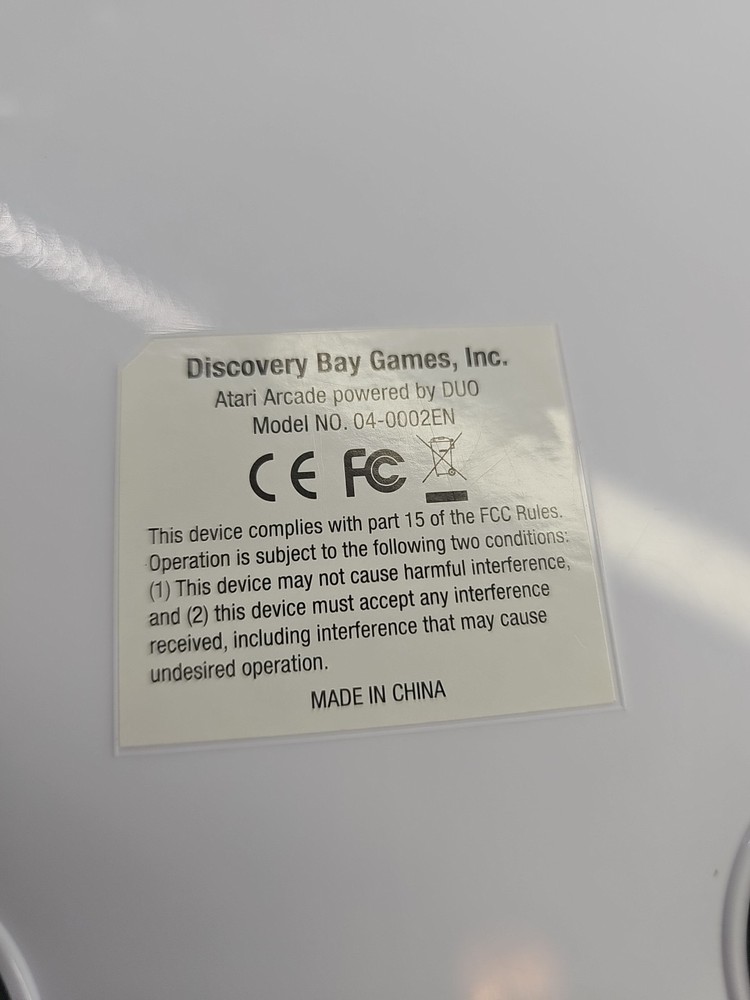 Discovery Bay Games, Inc.
Atari Arcade powered by DUO
Model NO. 04-0002EN
CE FC
This device complies with part 15 of the FCC Rules.
Operation is subject to the following two conditions:
(1) This device may not cause harmful interference,
and (2) this device must accept any interference
received, including interference that may cause
undesired operation.
MADE IN CHINA